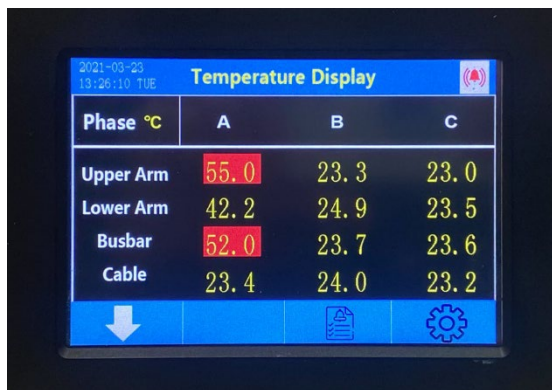 2021-03-23
13:26:10 TUE
Temperature Display
Phase °C A B C
Upper Arm 55.0 23.3 23.0
Lower Arm 42.2 24.9 23.5
Busbar 52.0 23.7 23.6
Cable 23.4 24.0 23.2